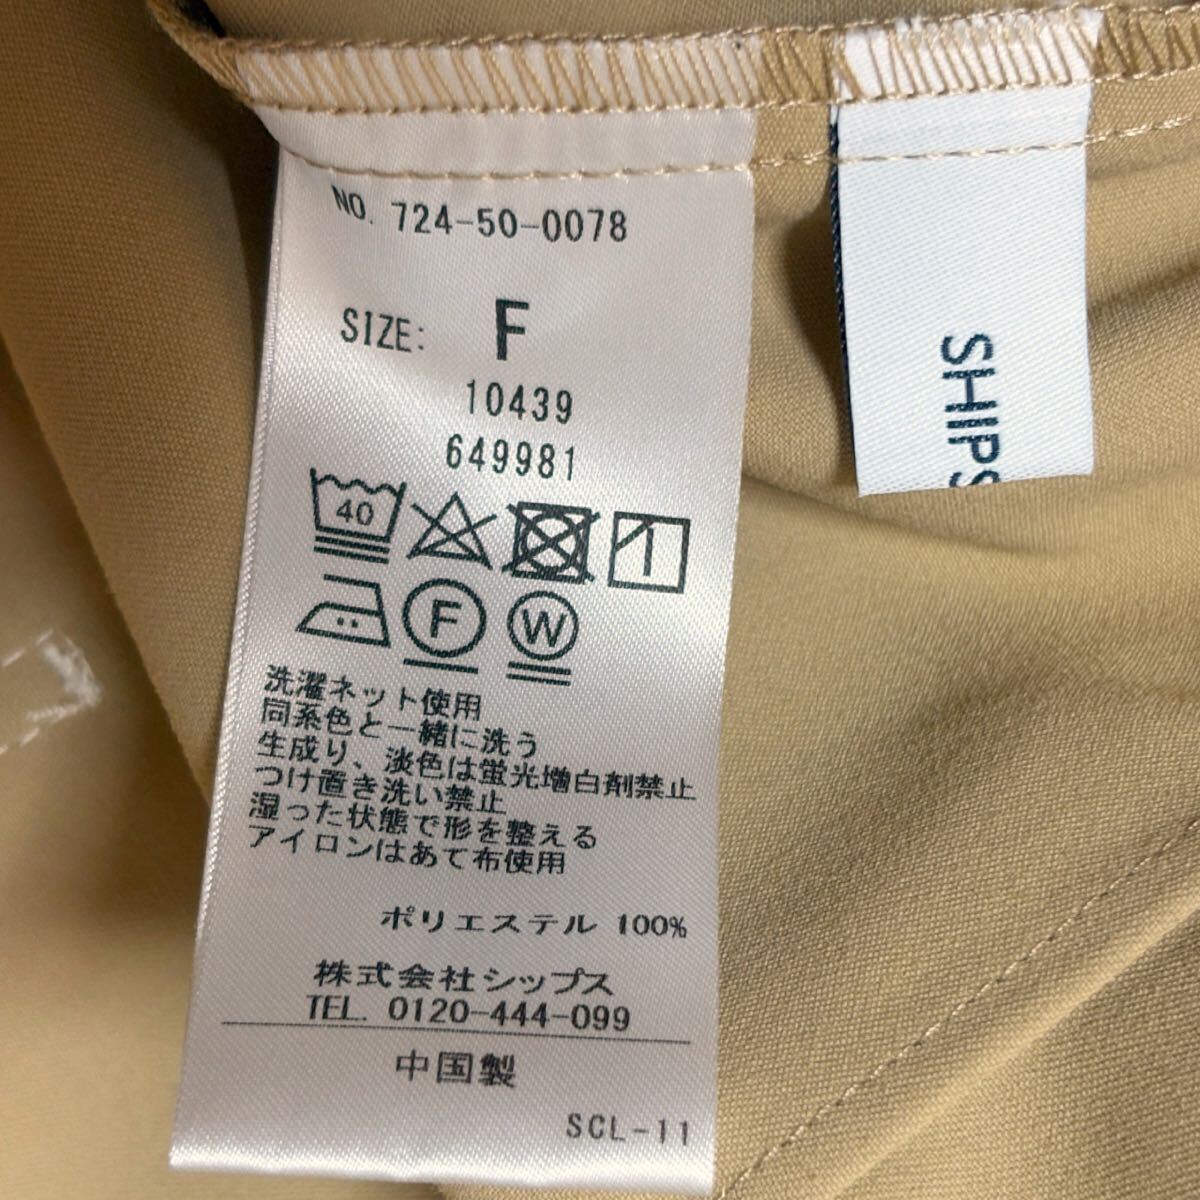 NO. 724-50-0078
SIZE: F
10439
649981
40
F W
洗濯ネット使用
同系色と一緒に洗う
生成り、淡色は蛍光増白剤禁止
つけ置き洗い禁止
湿った状態で形を整える
アイロンはあて布使用
ポリエステル 100%
株式会社シップス
TEL. 0120-444-099
中国製
SCL-11
SHIPS